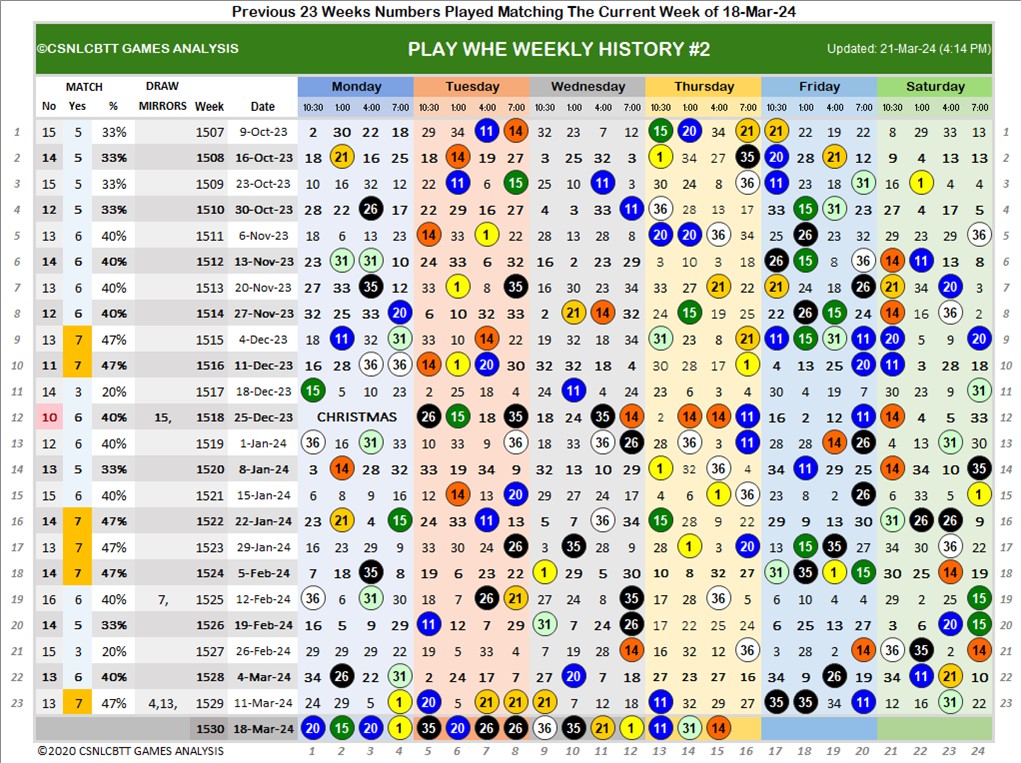 Previous 23 Weeks Numbers Played Matching The Current Week of 18-Mar-24
©CSNLCBTT GAMES ANALYSIS PLAY WHE WEEKLY HISTORY #2 Updated: 21-Mar-24 (4:14 PM)
MATCH DRAW Monday Tuesday Wednesday Thursday Friday Saturday
No Yes % MIRRORS Week Date 10:30 1:00 4:00 7:00 10:30 1:00 4:00 7:00 10:30 1:00 4:00 7:00 10:30 1:00 4:00 7:00 10:30 1:00 4:00 7:00 10:30 1:00 4:00 7:00
1 15 5 33% 1507 9-Oct-23 2 30 22 18 29 34 11 14 32 23 7 12 15 20 34 21 21 22 19 22 8 29 33 13 1
2 14 5 33% 1508 16-Oct-23 18 21 16 25 18 14 19 27 3 25 32 3 1 34 27 35 20 28 21 12 9 4 13 13 2
3 15 5 33% 1509 23-Oct-23 10 16 32 12 22 11 6 15 25 10 11 3 30 24 8 36 11 23 18 20 16 1 4 4 3
4 12 5 33% 1510 30-Oct-23 28 22 26 17 22 29 16 27 4 3 33 11 36 28 13 17 33 15 31 23 27 4 17 5 4
5 13 6 40% 1511 6-Nov-23 18 6 13 23 14 33 1 22 2 13 28 8 20 20 36 34 25 26 22 22 29 23 29 36 5
6 14 6 40% 1512 13-Nov-23 23 31 31 10 24 33 6 32 16 2 23 29 3 10 3 18 26 15 8 36 14 11 13 8 6
7 13 6 40% 1513 20-Nov-23 27 33 35 12 33 1 8 35 16 30 23 34 33 27 21 22 21 24 18 26 21 34 20 3 7
8 12 6 40% 1514 27-Nov-23 32 25 33 20 6 10 32 33 2 21 14 32 24 15 19 25 22 26 15 24 14 16 36 2 8
9 13 7 47% 1515 4-Dec-23 18 11 32 31 33 10 14 22 19 32 18 34 31 23 8 21 11 15 31 11 20 5 9 20 9
10 11 7 47% 1516 11-Dec-23 16 28 36 36 14 1 20 30 32 32 18 4 30 28 17 1 4 13 25 20 11 3 28 18 10
11 14 3 20% 1517 18-Dec-23 15 5 10 23 2 25 18 4 24 11 4 3 34 23 13 33 30 4 19 7 30 23 9 31 11
12 10 6 40% 15, 1518 25-Dec-23 CHRISTMAS 26 15 18 35 18 24 35 14 2 14 14 11 16 2 12 11 14 4 5 33 12
13 12 6 40% 1519 1-Jan-24 36 16 31 33 10 33 9 36 18 33 36 26 28 36 3 11 28 28 14 26 4 13 31 30 13
14 13 5 33% 1520 8-Jan-24 3 14 28 32 33 19 34 9 32 13 10 29 1 32 36 4 34 11 29 25 14 34 10 35 14
15 15 6 40% 1521 15-Jan-24 6 8 9 16 12 14 13 20 29 27 24 17 4 6 1 36 23 8 2 26 6 33 5 1 15
16 14 7 47% 1522 22-Jan-24 23 21 4 15 24 33 11 13 5 7 36 34 15 28 9 22 29 9 13 30 31 26 26 9 16
17 13 7 47% 1523 29-Jan-24 16 23 29 9 33 30 24 26 3 35 28 9 28 1 3 20 13 15 35 27 34 30 36 22 17
18 14 7 47% 1524 5-Feb-24 7 18 35 8 19 6 23 22 1 29 5 30 10 8 32 27 31 35 1 15 30 25 14 19 18
19 16 6 40% 7, 1525 12-Feb-24 36 6 31 30 18 7 26 21 27 24 8 35 17 28 36 5 6 10 4 4 29 2 25 15 19
20 14 5 33% 1526 19-Feb-24 16 5 9 29 11 12 7 29 31 7 24 26 17 22 25 24 6 25 13 27 3 6 20 15 20
21 15 3 20% 1527 26-Feb-24 29 29 29 22 19 5 33 4 7 18 2 14 16 32 12 36 3 28 2 14 36 35 2 14 21
22 13 6 40% 1528 4-Mar-24 34 26 22 31 2 24 17 7 27 20 7 18 27 23 27 16 34 9 26 19 34 11 21 10 22
23 13 7 47% 4,13, 1529 11-Mar-24 24 29 5 1 20 5 21 21 21 7 2 9 11 32 29 27 35 35 34 11 12 16 31 22 23
1530 18-Mar-24 20 15 20 1 35 20 26 26 36 35 21 1 11 31 14
©2020 CSNLCBTT GAMES ANALYSIS 1 2 3 4 5 6 7 8 9 10 11 12 13 14 15 16 17 18 19 20 21 22 23 24